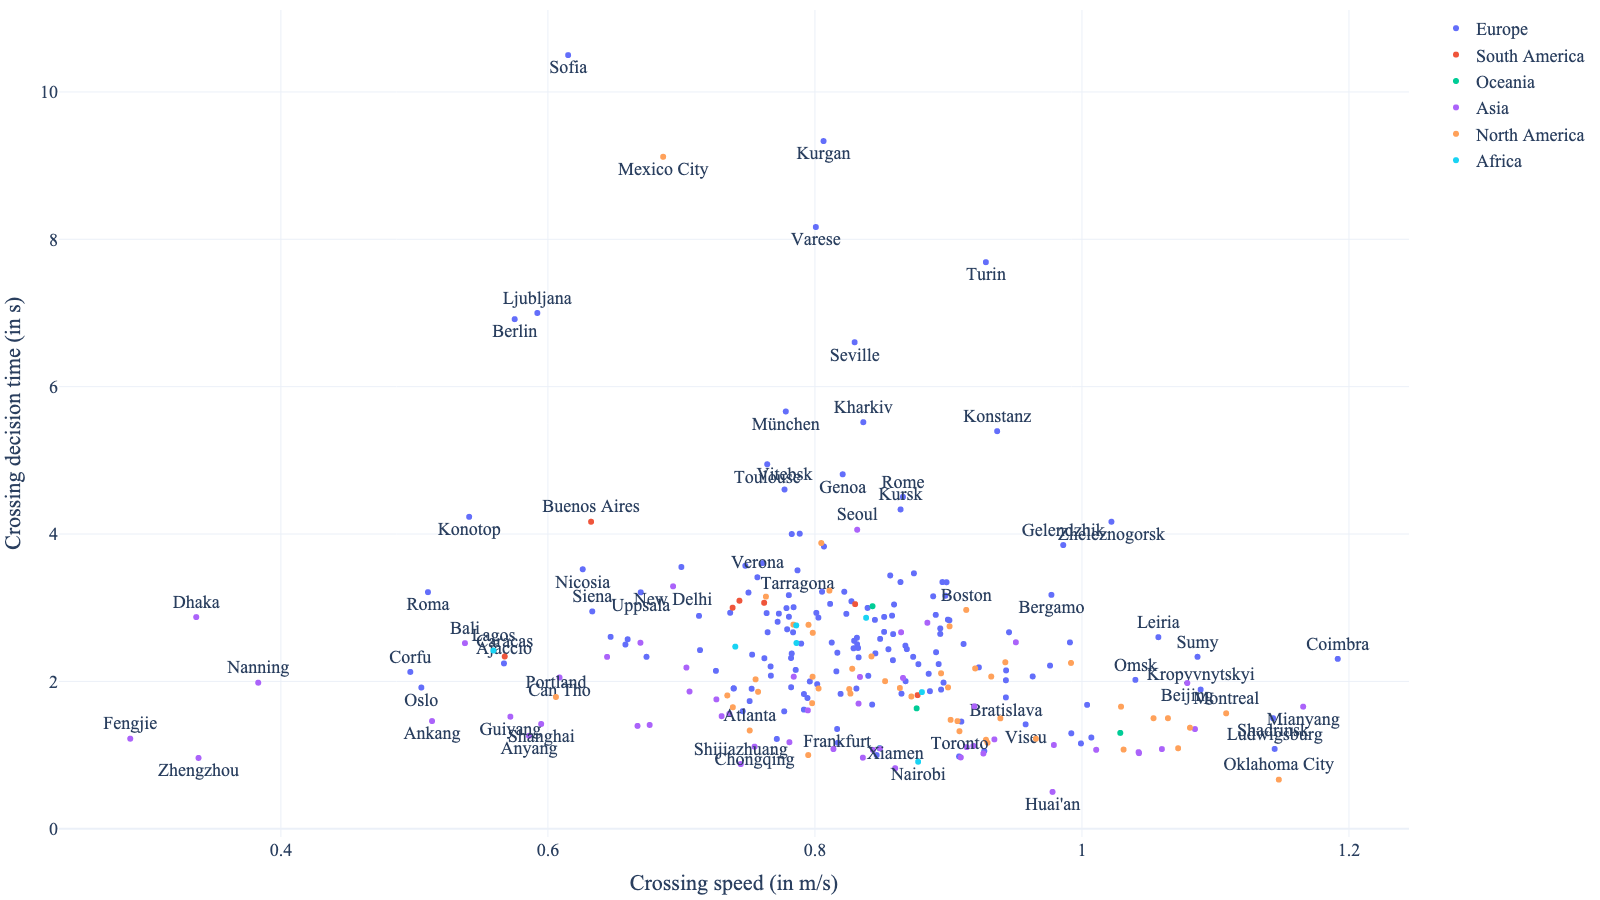 Europe
South America
Oceania
Asia
North America
Africa
Crossing decision time (in s)
10
8
6
4
2
0
Sofia
Kurgan
Mexico City
Varese
Turin
Ljubljana
Berlin
Seville
Kharkiv
Konstanz
München
Vitebsk
Toulouse
Genoa
Rome
Kursk
Buenos Aires
Seoul
Konotop
Gelendzhik
Zheleznogorsk
Verona
Nicosia
Tarragona
Siena
New Delhi
Uppsala
Boston
Bergamo
Dhaka
Roma
Bali
Lagos
Caracas
Ajaccio
Leiria
Sumy
Coimbra
Corfu
Nanning
Omsk
Kropyvnytskyi
Portland
Can Tho
Oslo
Beijing
Montreal
Atlanta
Bratislava
Fengjie
Ankang
Guiyang
Shanghai
Anyang
Mianyang
Shadrinsk
Ludwigsburg
Frankfurt
Toronto
Viseu
Shijiazhuang
Chongqing
Xiamen
Zhengzhou
Nairobi
Oklahoma City
Huai'an
0.4
0.6
0.8
1
1.2
Crossing speed (in m/s)